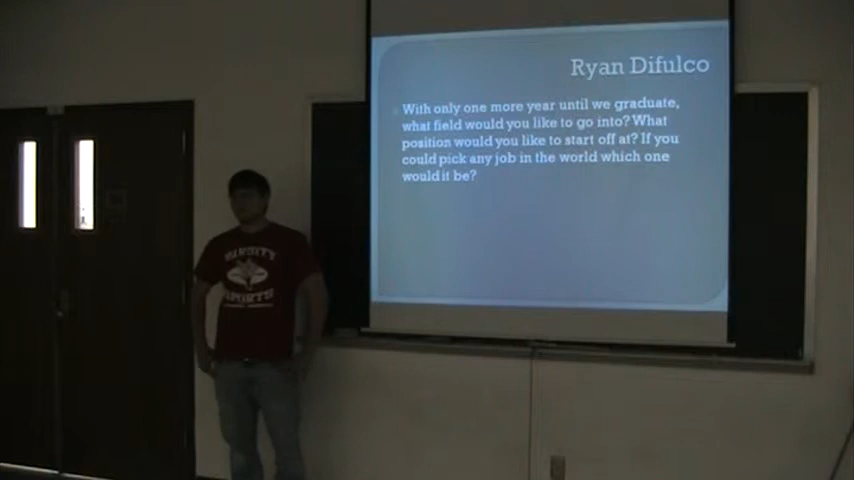 Ryan Difulco
With only one more year until we graduate,
what field would you like to go into? What
position would you like to start off at? If you
could pick any job in the world which one
would it be?
VARSITY
SPORTS